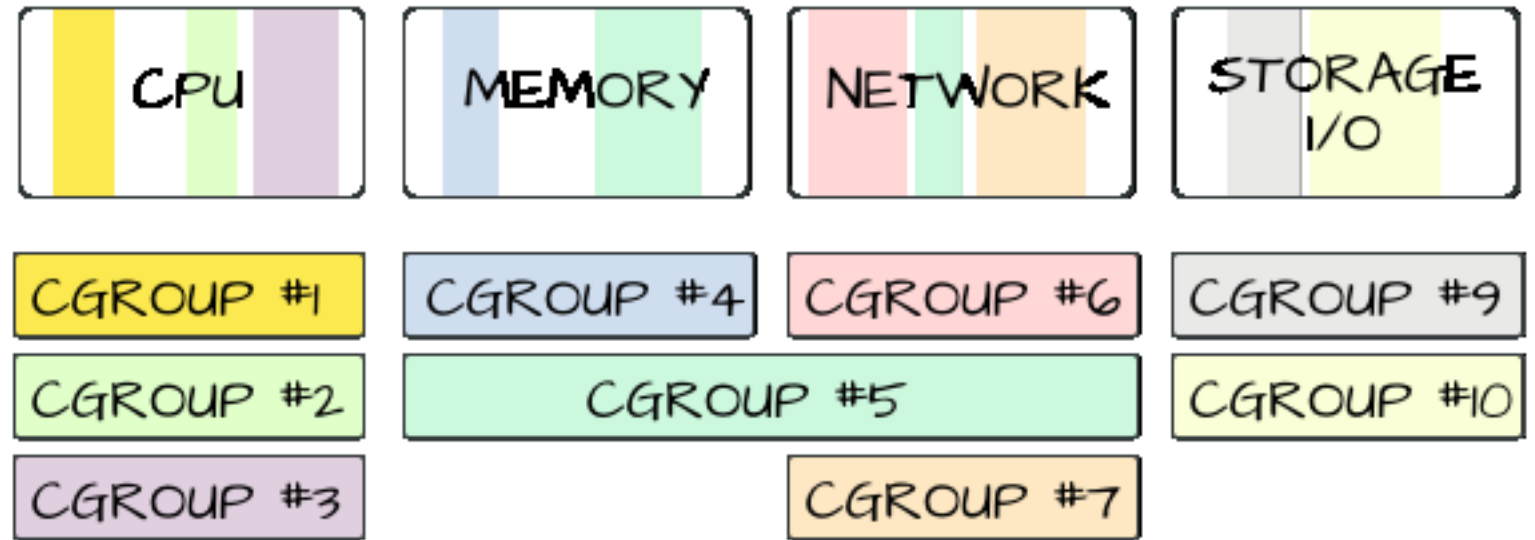 CPU
MEMORY
NETWORK
STORAGE
I/O
CGROUP #1
CGROUP #4
CGROUP #6
CGROUP #9
CGROUP #2
CGROUP #5
CGROUP #10
CGROUP #3
CGROUP #7